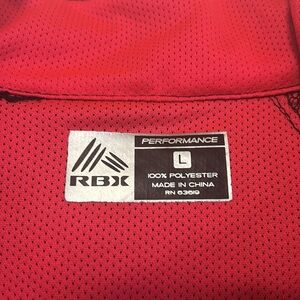 RBX
PERFORMANCE
L
100% POLYESTER
MADE IN CHINA
RN 63619